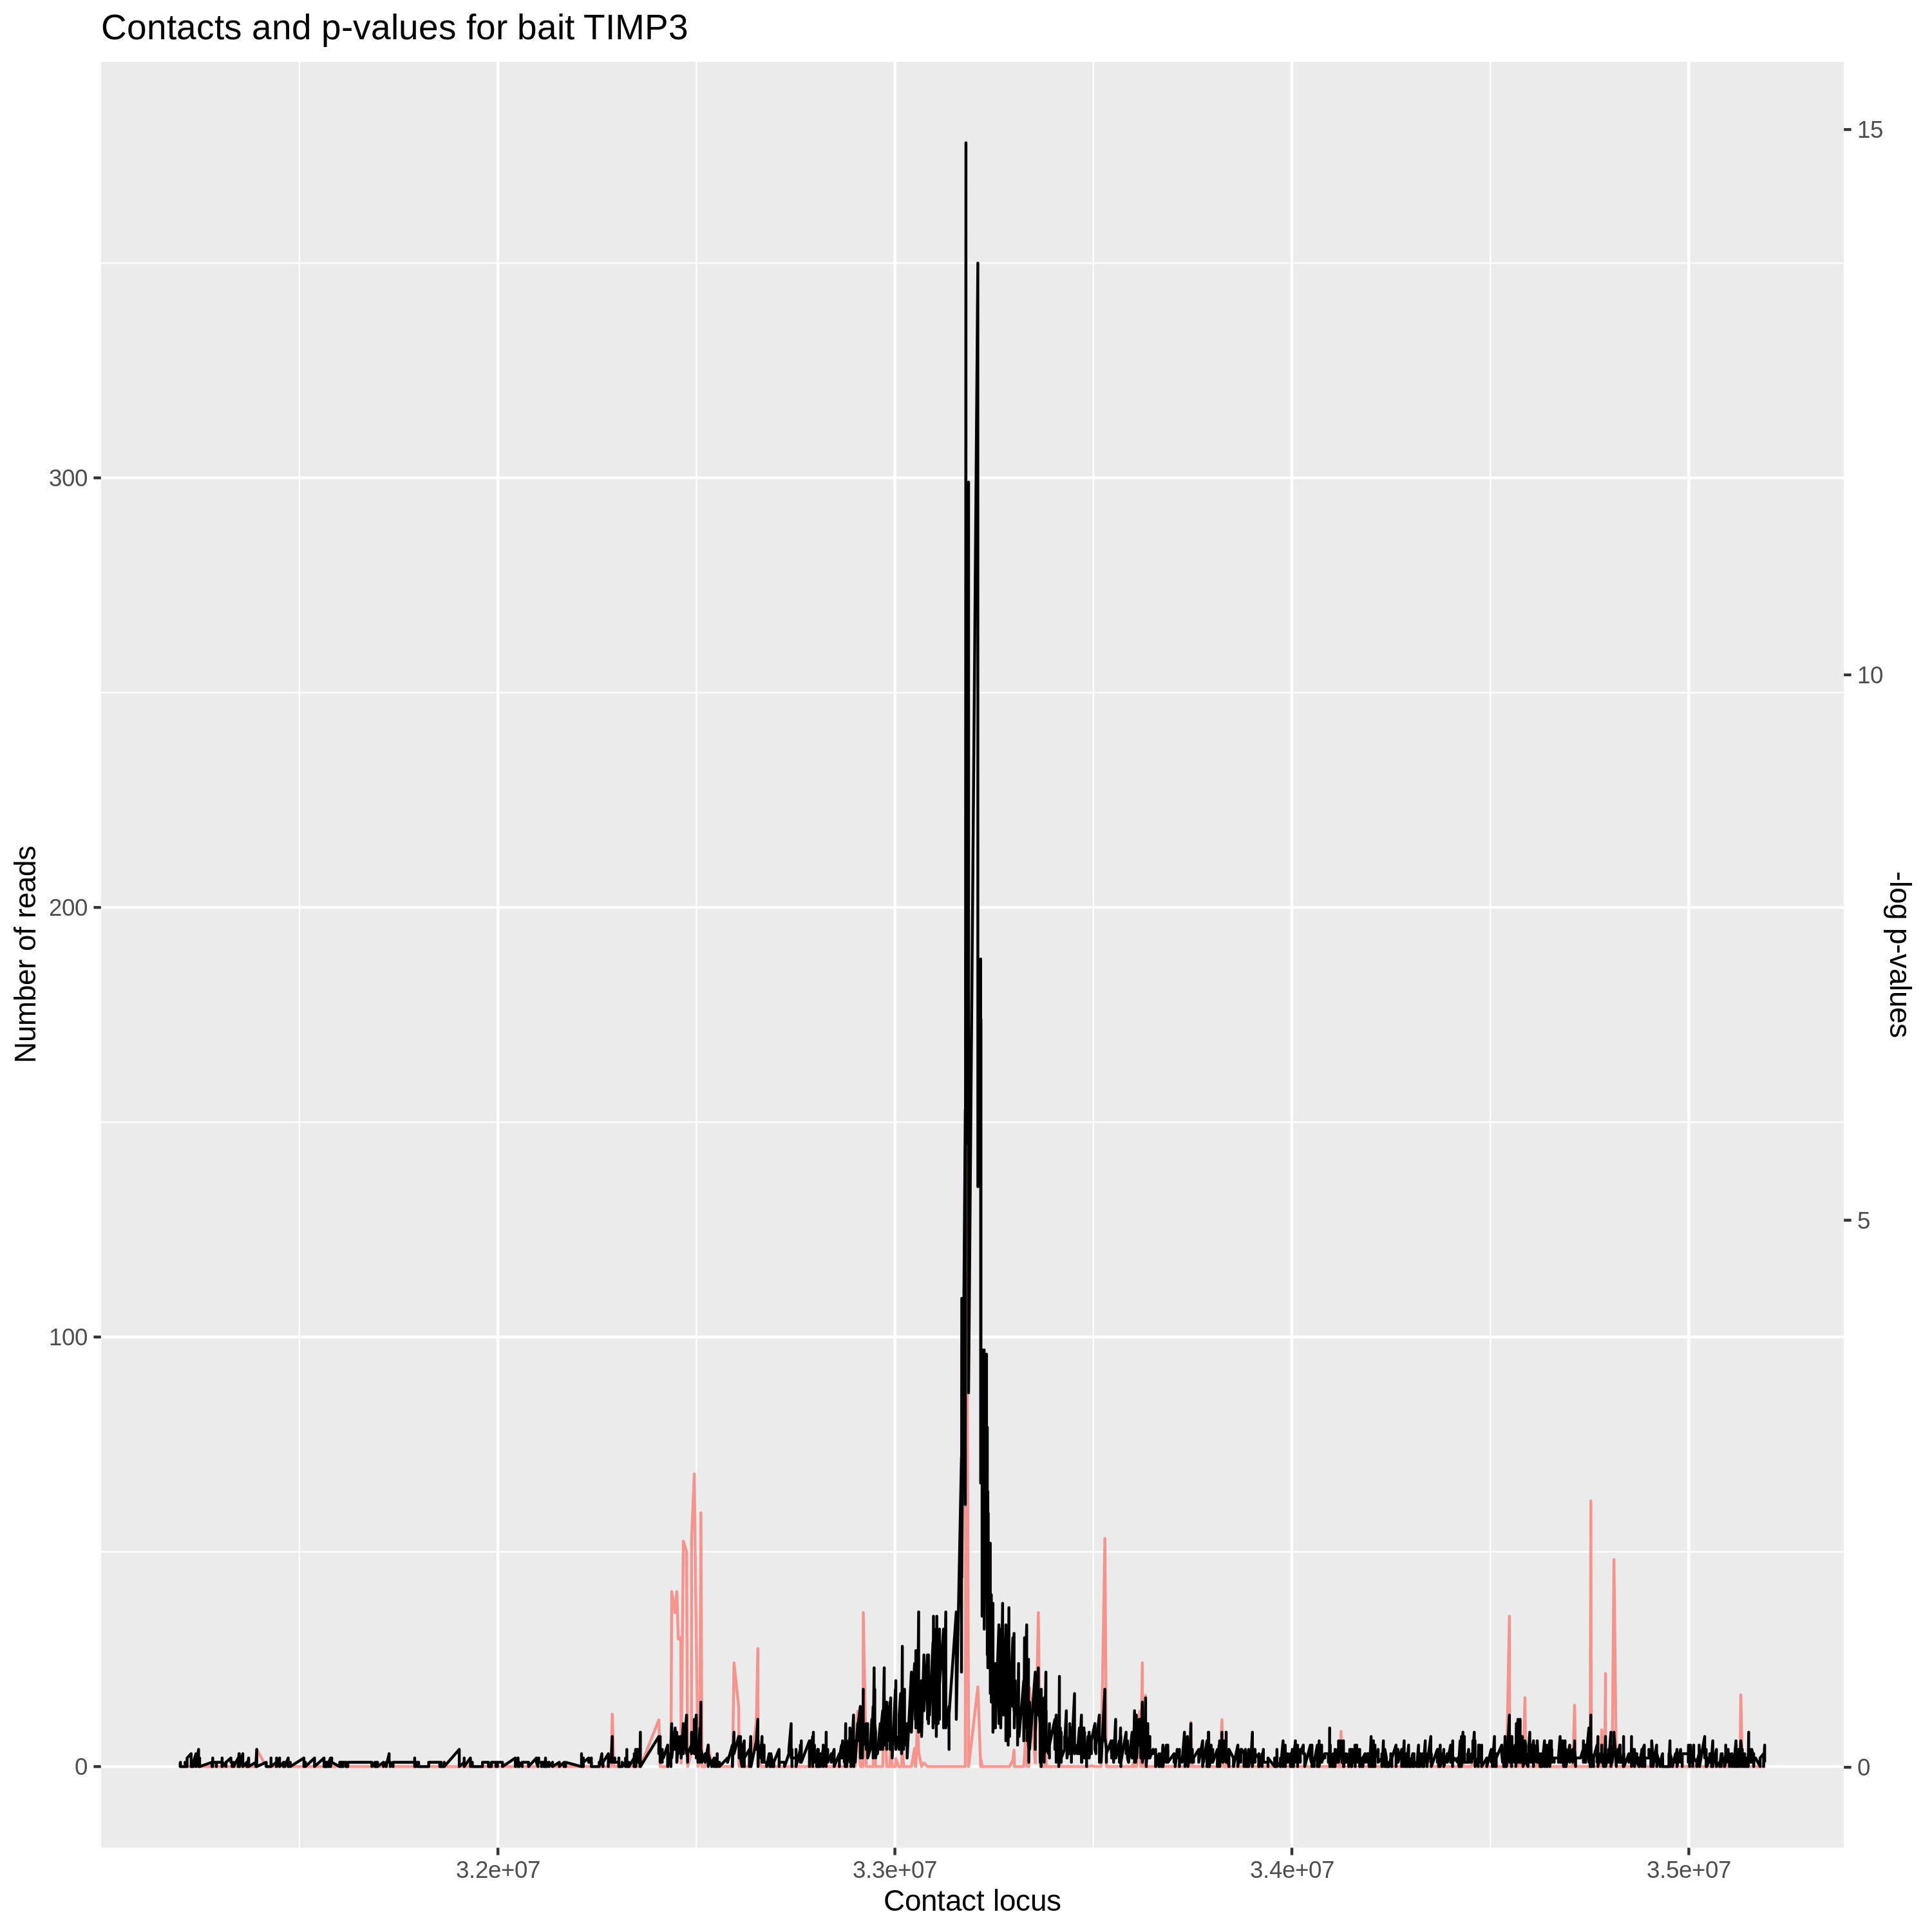 Contacts and p-values for bait TIMP3
15
300
10
200
Number of reads
-log p-values
5
100
0
0
3.2e+07
3.3e+07
3.4e+07
3.5e+07
Contact locus